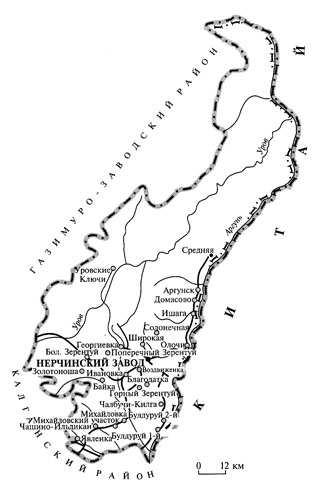 ГАЗИМУРО-ЗАВОДСКИЙ РАЙОН
КИТАЙ
Уров
Аргунь
Средняя
Уровские
Ключи
Аргунск
Домасово
Ишага
Уров
Солонечная
Георгиевка
Широкая
Олочи
Бол. Зерентуй
Поперечный Зерентуй
НЕРЧИНСКИЙ ЗАВОД
Воздвиженка
Золотоноша
Ивановка
Благодатка
Байка
Горный Зерентуй
Чалбучи-Килга
Михайловка
Булдуруй 2-й
Михайловский участок
Чашино-Ильдикан
Явленка
Булдуруй 1-й
КАЛГАНСКИЙ РАЙОН
0 12 км